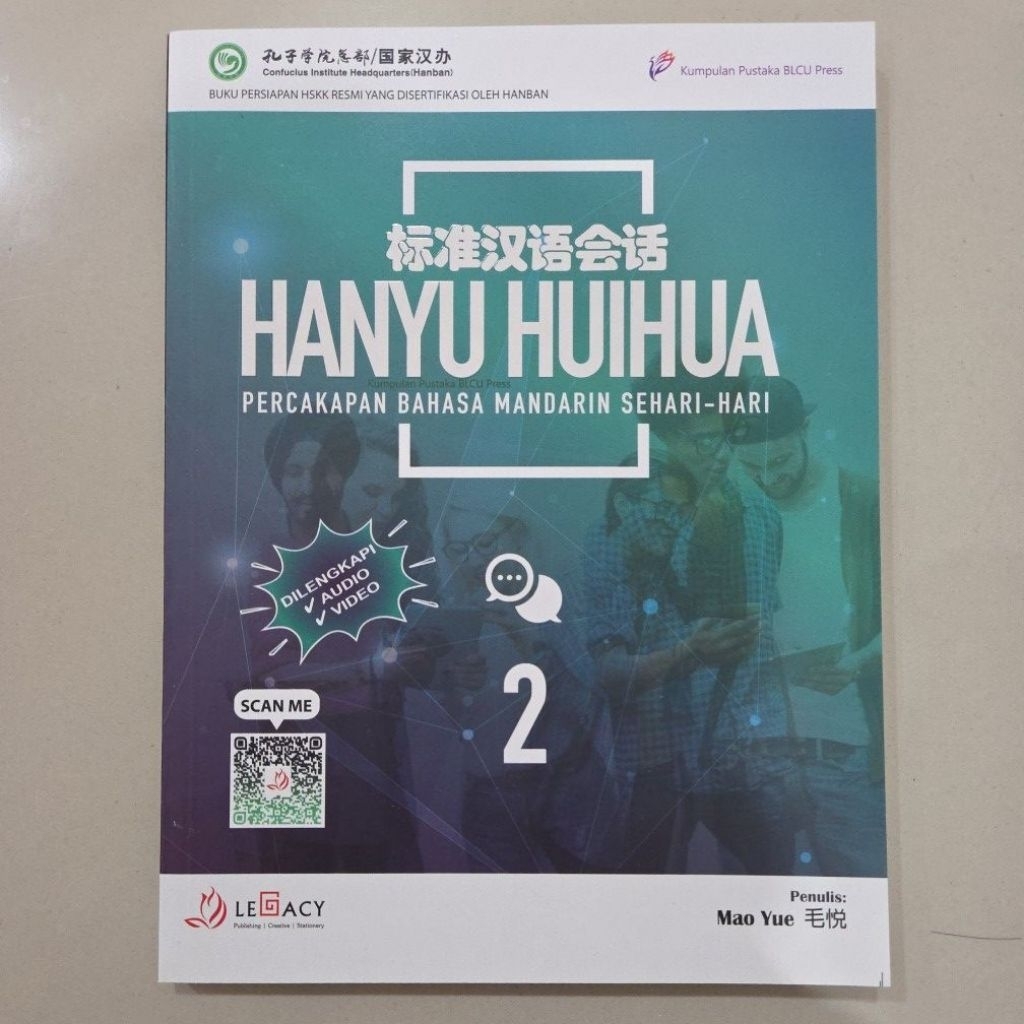 孔子学院总部/国家汉办
Confucius Institute Headquarters(Hanban)
BUKU PERSIAPAN HSKK RESMI YANG DISERTIFIKASI OLEH HANBAN
Kumpulan Pustaka BLCU Press
标准汉语会话
HANYU HUIHUA
Kumpulan Pustaka BLCU Press
PERCAKAPAN BAHASA MANDARIN SEHARI-HARI
DILENGKAPI
✓ AUDIO
✓ VIDEO
2
SCAN ME
LEGACY
Publishing | Creative | Stationery
Penulis:
Mao Yue 毛悦